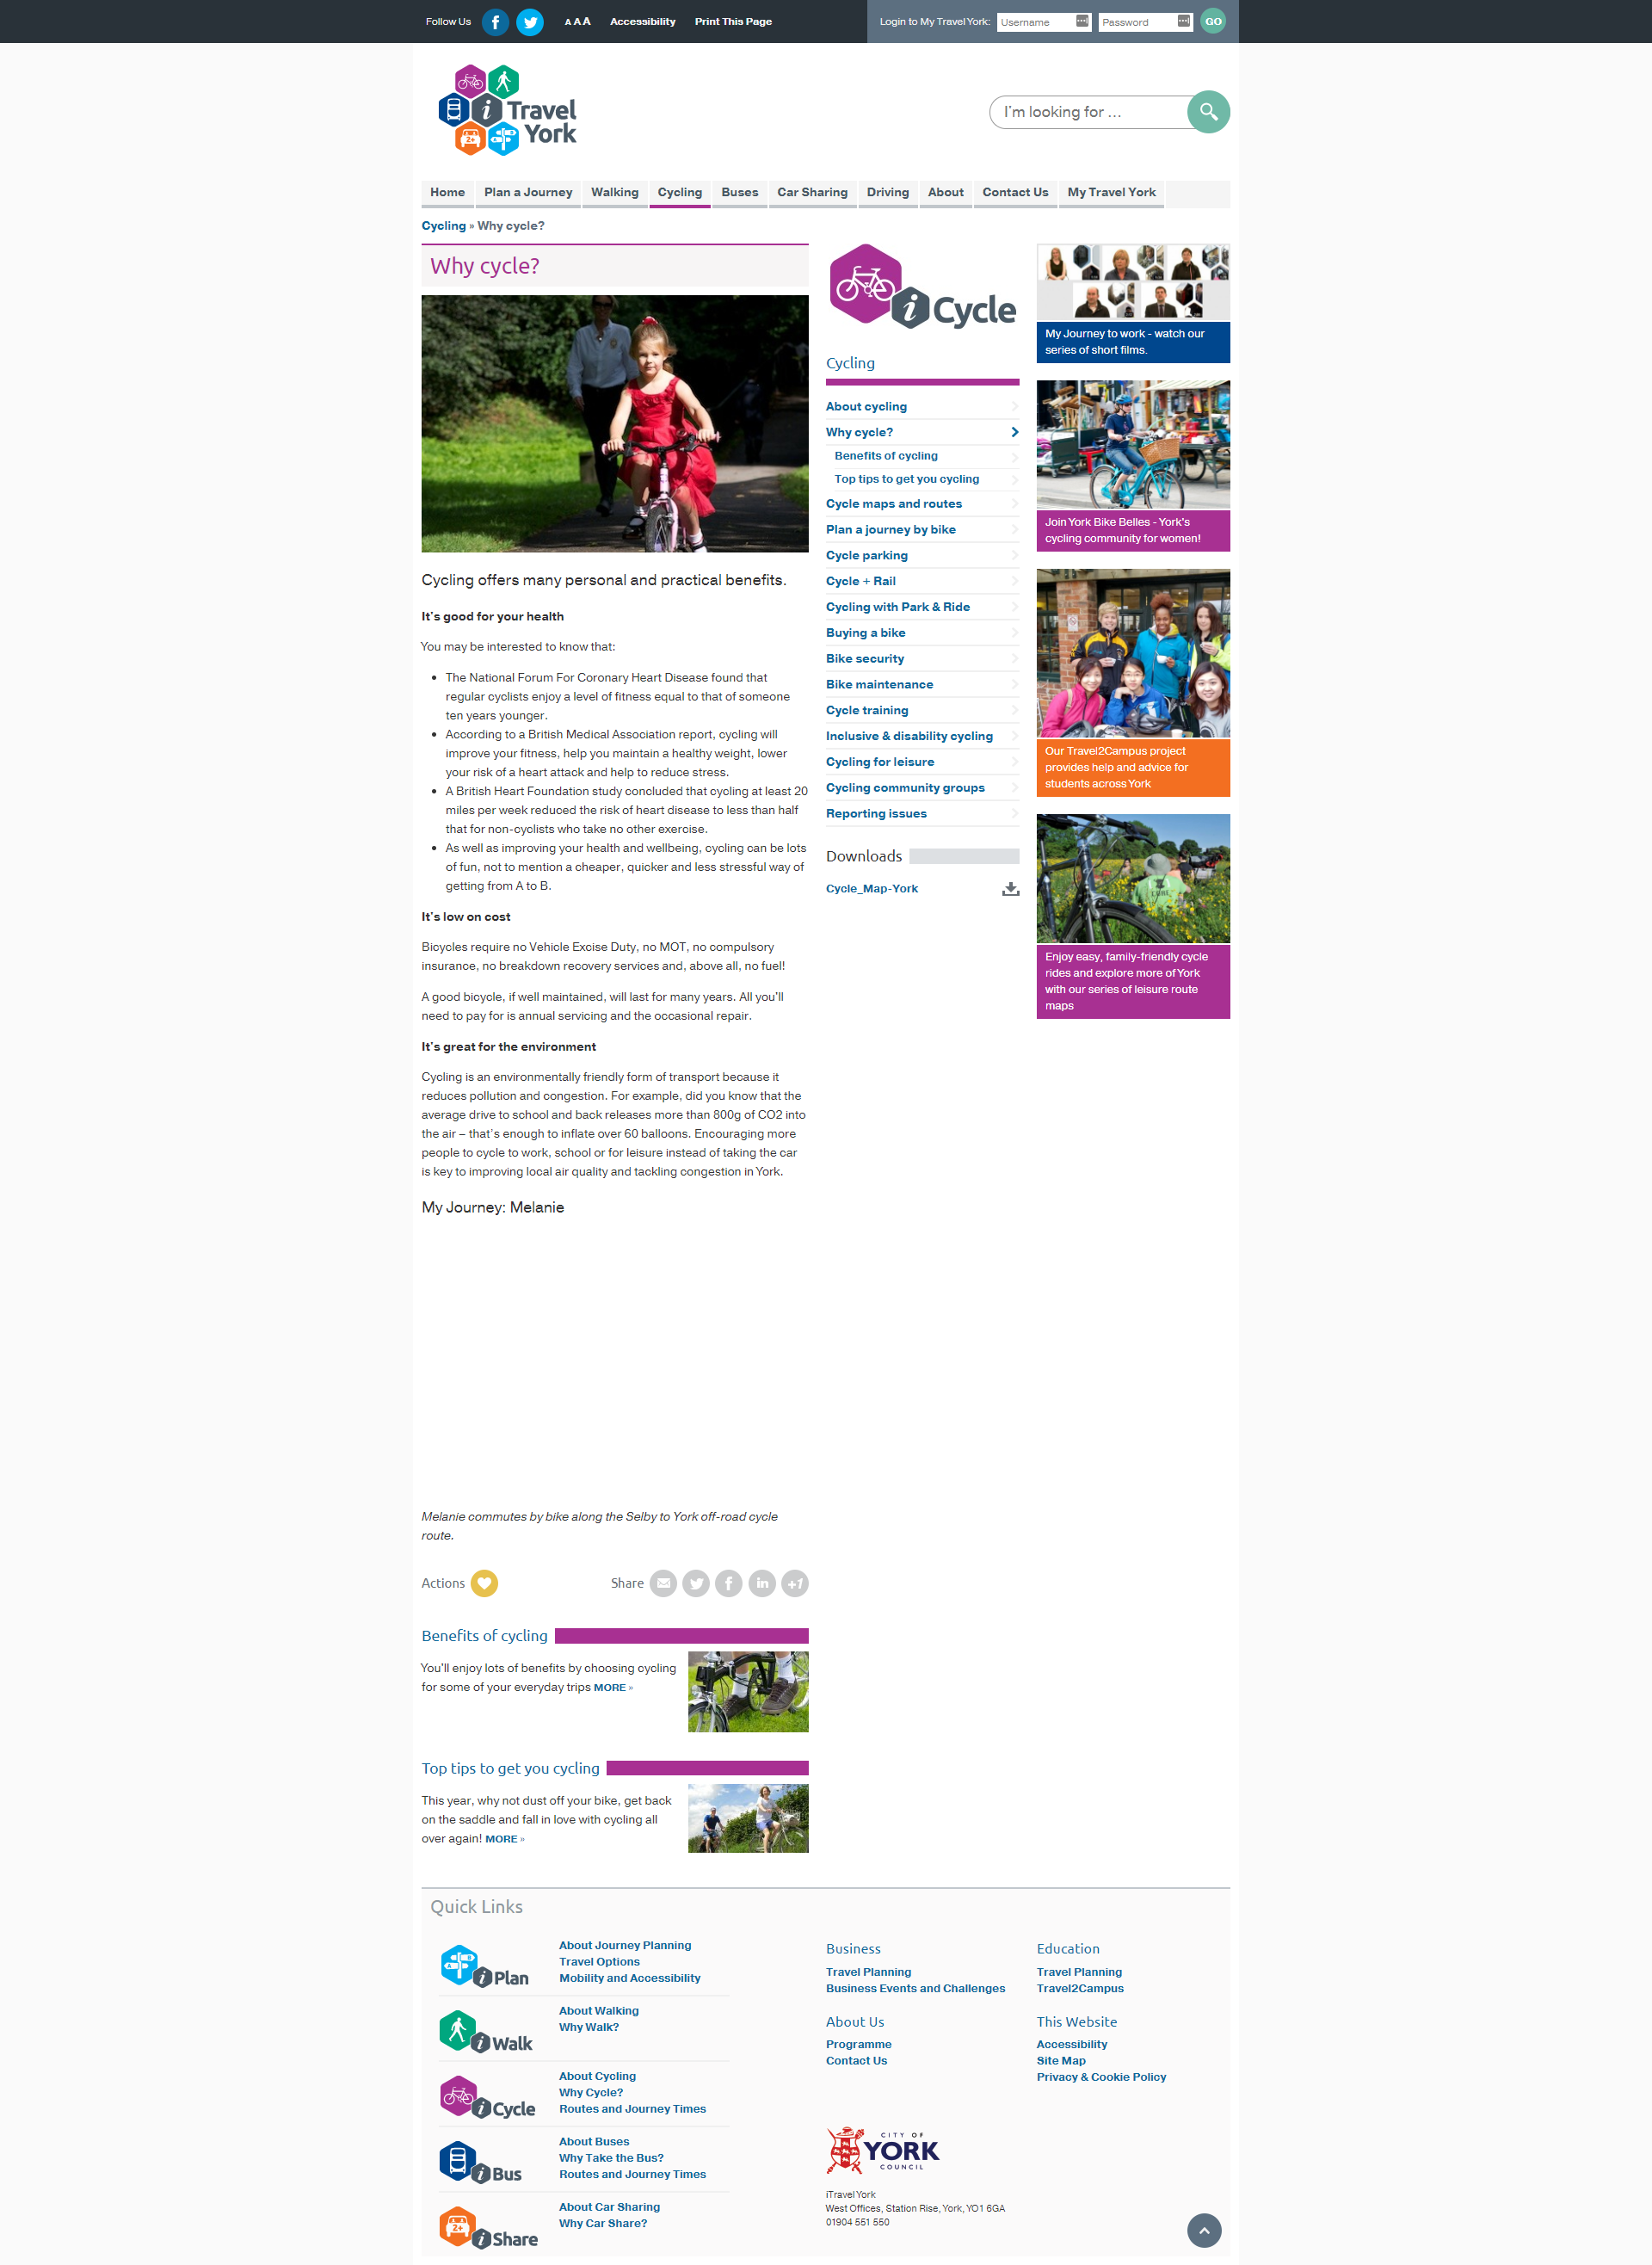 Follow Us
A A A
Accessibility
Print This Page
Login to My Travel York:
Username
Password
GO
i Travel
York
2+
I'm looking for ...
Home
Plan a Journey
Walking
Cycling
Buses
Car Sharing
Driving
About
Contact Us
My Travel York
Cycling » Why cycle?
Why cycle?
Cycling offers many personal and practical benefits.
It's good for your health
You may be interested to know that:
The National Forum For Coronary Heart Disease found that
regular cyclists enjoy a level of fitness equal to that of someone
ten years younger.
According to a British Medical Association report, cycling will
improve your fitness, help you maintain a healthy weight, lower
your risk of a heart attack and help to reduce stress.
A British Heart Foundation study concluded that cycling at least 20
miles per week reduced the risk of heart disease to less than half
that for non-cyclists who take no other exercise.
As well as improving your health and wellbeing, cycling can be lots
of fun, not to mention a cheaper, quicker and less stressful way of
getting from A to B.
It's low on cost
Bicycles require no Vehicle Excise Duty, no MOT, no compulsory
insurance, no breakdown recovery services and, above all, no fuel!
A good bicycle, if well maintained, will last for many years. All you'll
need to pay for is annual servicing and the occasional repair.
It's great for the environment
Cycling is an environmentally friendly form of transport because it
reduces pollution and congestion. For example, did you know that the
average drive to school and back releases more than 800g of CO2 into
the air – that's enough to inflate over 60 balloons. Encouraging more
people to cycle to work, school or for leisure instead of taking the car
is key to improving local air quality and tackling congestion in York.
My Journey: Melanie
Melanie commutes by bike along the Selby to York off-road cycle
route.
Actions
Share
f
in
+1
Benefits of cycling
You'll enjoy lots of benefits by choosing cycling
for some of your everyday trips MORE »
Top tips to get you cycling
This year, why not dust off your bike, get back
on the saddle and fall in love with cycling all
over again! MORE »
i Cycle
Cycling
About cycling
Why cycle?
Benefits of cycling
Top tips to get you cycling
Cycle maps and routes
Plan a journey by bike
Cycle parking
Cycle + Rail
Cycling with Park & Ride
Buying a bike
Bike security
Bike maintenance
Cycle training
Inclusive & disability cycling
Cycling for leisure
Cycling community groups
Reporting issues
Downloads
Cycle_Map-York
My Journey to work - watch our
series of short films.
Join York Bike Belles - York's
cycling community for women!
Our Travel2Campus project
provides help and advice for
students across York
Enjoy easy, family-friendly cycle
rides and explore more of York
with our series of leisure route
maps
Quick Links
i Plan
About Journey Planning
Travel Options
Mobility and Accessibility
i Walk
About Walking
Why Walk?
i Cycle
About Cycling
Why Cycle?
Routes and Journey Times
i Bus
About Buses
Why Take the Bus?
Routes and Journey Times
2+
i Share
About Car Sharing
Why Car Share?
Business
Travel Planning
Business Events and Challenges
Education
Travel Planning
Travel2Campus
About Us
Programme
Contact Us
This Website
Accessibility
Site Map
Privacy & Cookie Policy
CITY OF
YORK
COUNCIL
iTravel York
West Offices, Station Rise, York, YO1 6GA
01904 551 550